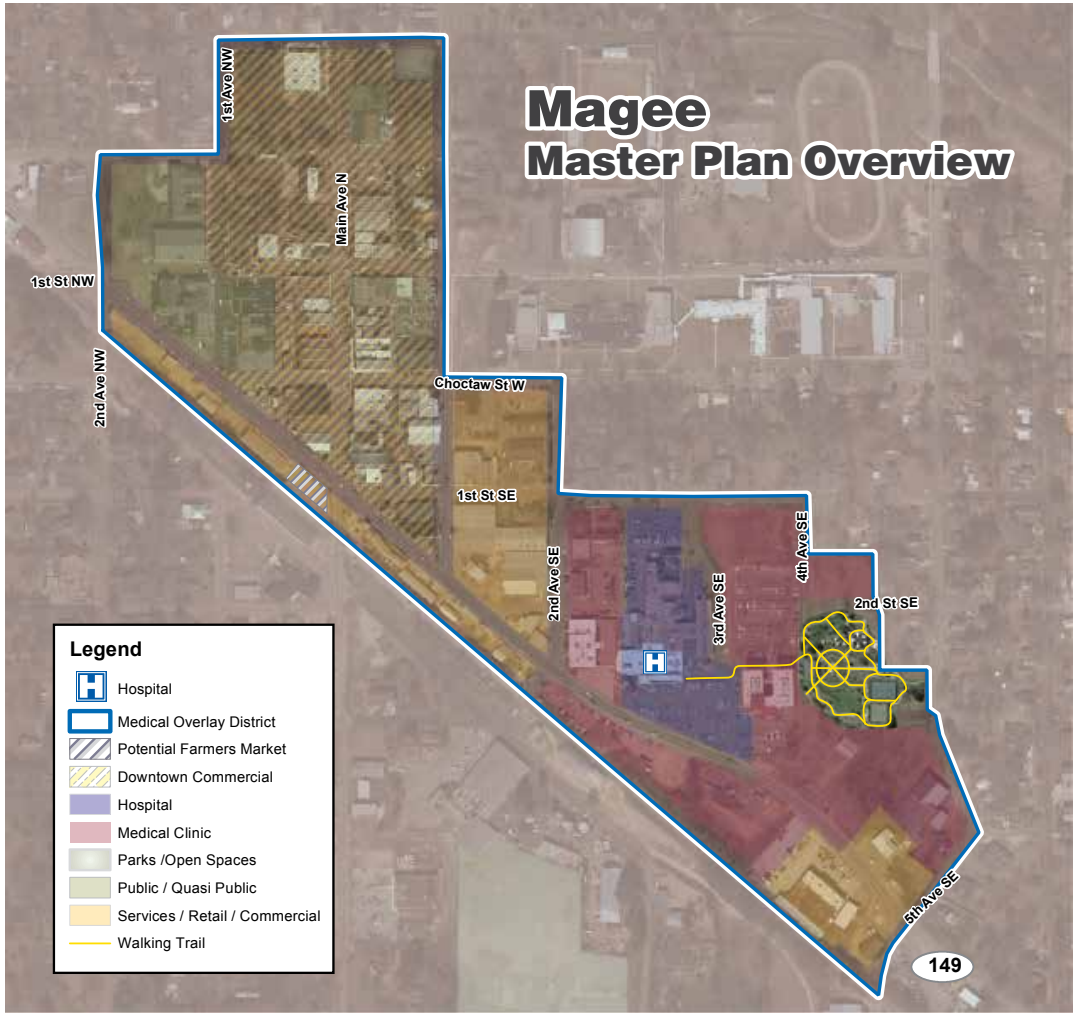 Magee
Master Plan Overview
1st Ave NW
Main Ave N
1st St NW
2nd Ave NW
Choctaw St W
1st St SE
2nd Ave SE
3rd Ave SE
4th Ave SE
2nd St SE
H
5th Ave SE
149
Legend
H Hospital
Medical Overlay District
Potential Farmers Market
Downtown Commercial
Hospital
Medical Clinic
Parks /Open Spaces
Public / Quasi Public
Services / Retail / Commercial
Walking Trail